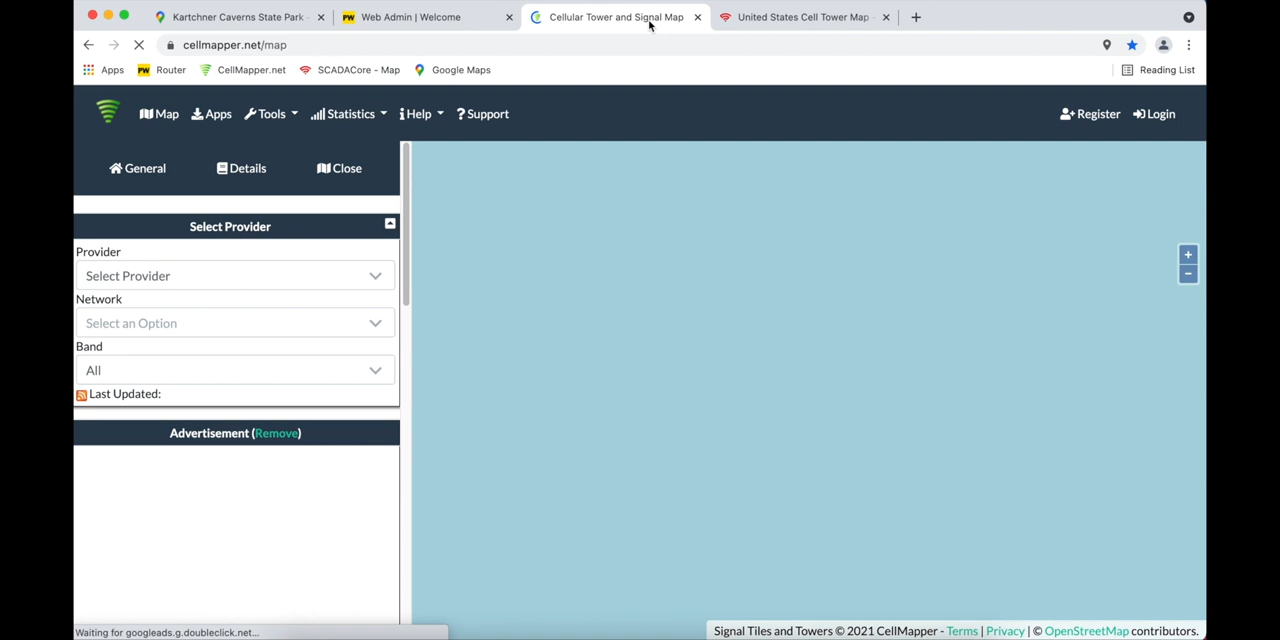 Kartchner Caverns State Park
PW Web Admin | Welcome
Cellular Tower and Signal Map
United States Cell Tower Map
cellmapper.net/map
Apps
PW Router
CellMapper.net
SCADACore - Map
Google Maps
Reading List
Map
Apps
Tools
Statistics
Help
? Support
Register
Login
General
Details
Close
Select Provider
Provider
Select Provider
Network
Select an Option
Band
All
Last Updated:
Advertisement (Remove)
Waiting for googleads.g.doubleclick.net...
Signal Tiles and Towers © 2021 CellMapper - Terms | Privacy | © OpenStreetMap contributors.